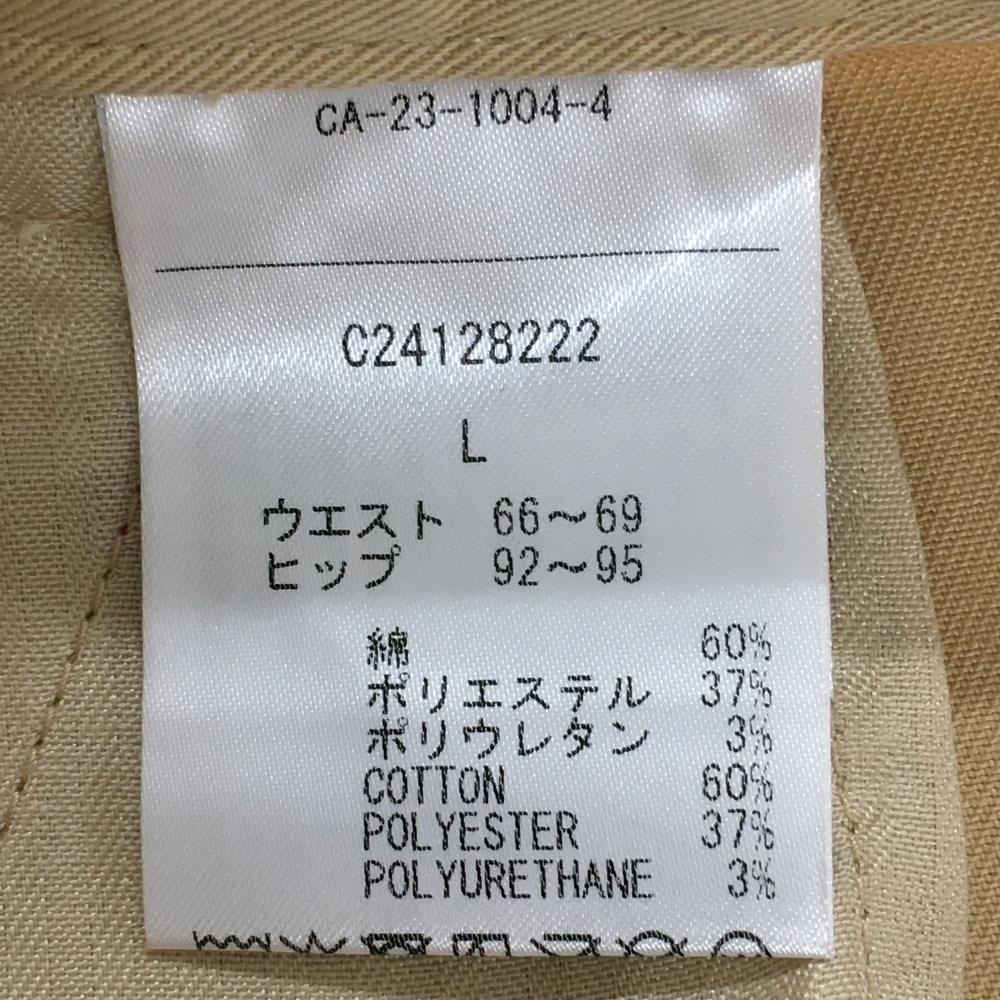 CA-23-1004-4
C24128222
L
ウエスト 66〜69
ヒップ 92〜95
綿 60%
ポリエステル 37%
ポリウレタン 3%
COTTON 60%
POLYESTER 37%
POLYURETHANE 3%